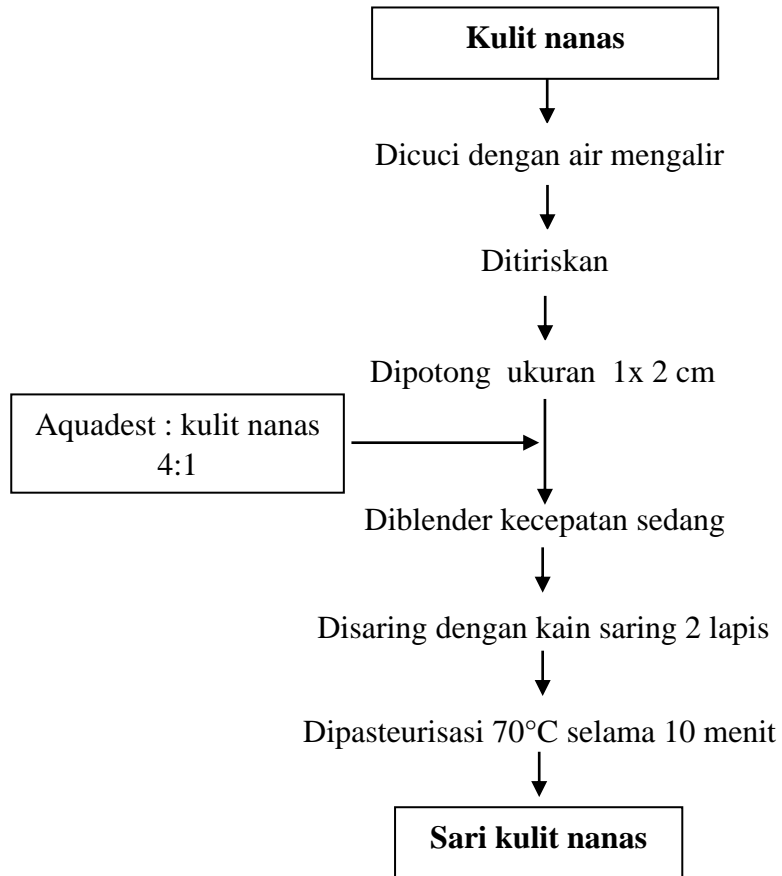 Kulit nanas
Dicuci dengan air mengalir
Ditiriskan
Dipotong ukuran 1x 2 cm
Aquadest : kulit nanas
4:1
Diblender kecepatan sedang
Disaring dengan kain saring 2 lapis
Dipasteurisasi 70°C selama 10 menit
Sari kulit nanas